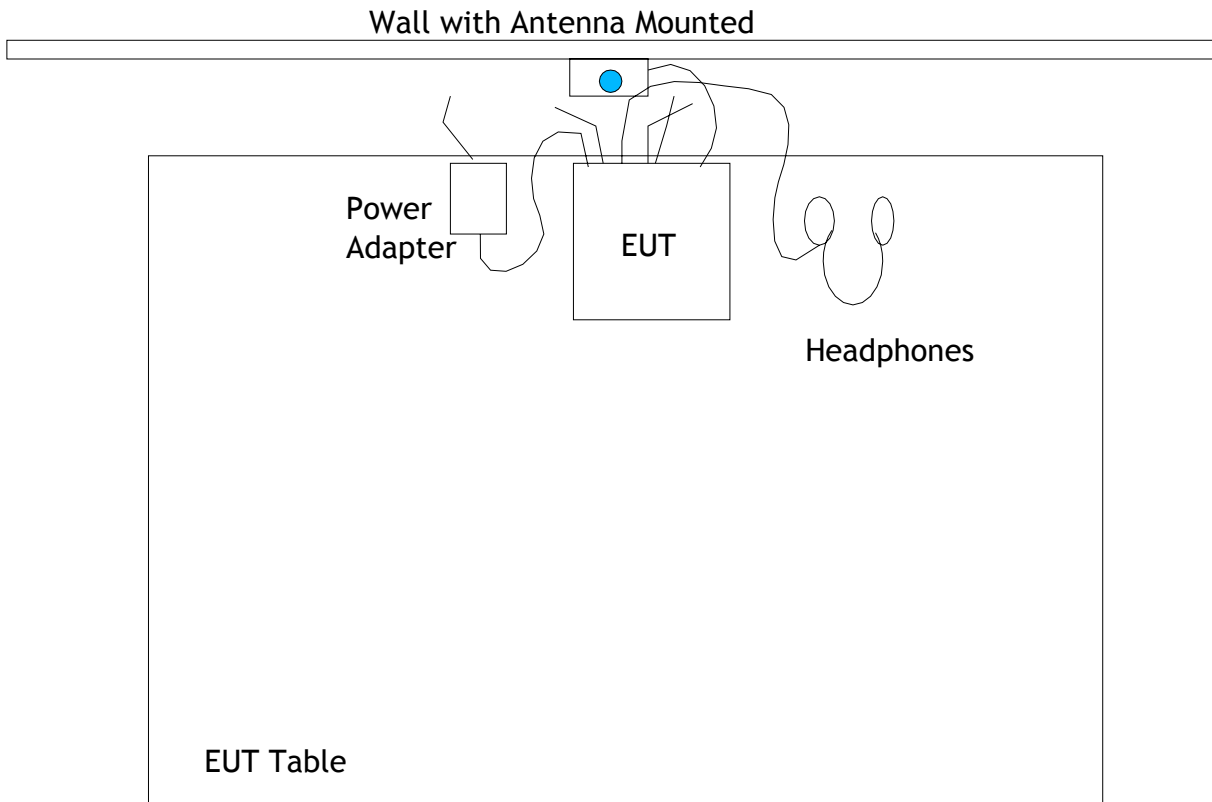 Wall with Antenna Mounted
Power
Adapter
EUT
Headphones
EUT Table